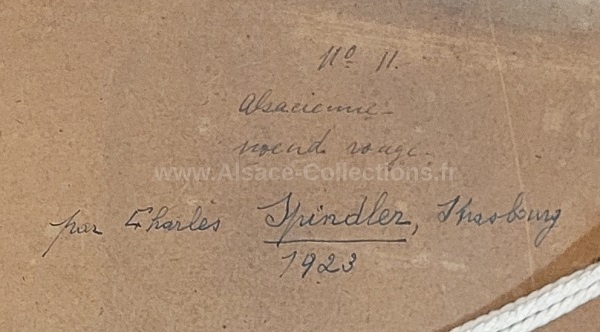 No 11.
Alsacienne
noeud rouge.
www.Alsace-Collections.fr
par Charles Spindler, Strasbourg
1923